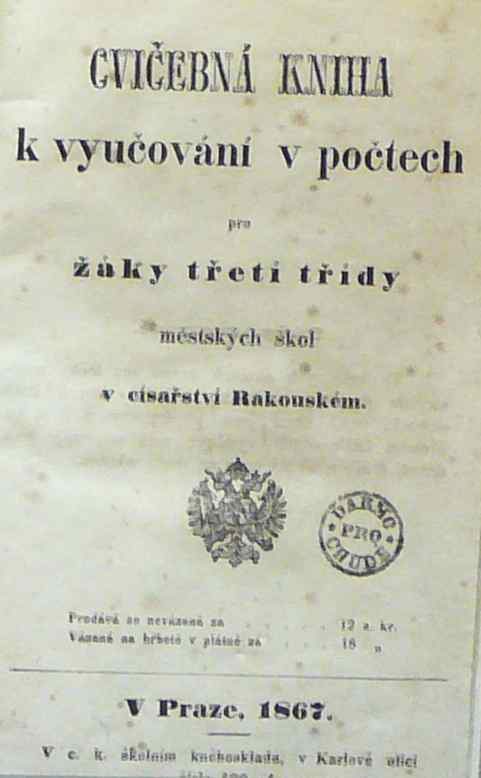 CVIČEBNÁ KNIHA
k vyučování v počtech
pro
žáky třetí třídy
městských škol
v císařství Rakouském.
DARMO
PRO
CHUDÉ
Prodává se nevázaná za . . . . 12 n. kr.
Vázaná na hřbetě v plátně za . . . 18 „
V Praze, 1867.
V c. k. školním kněhoskladu, v Karlově ulici